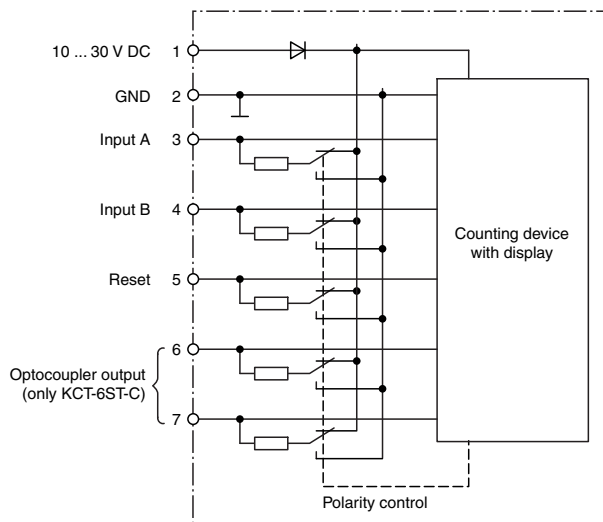 10 ... 30 V DC 1
GND 2
Input A 3
Input B 4
Reset 5
6
Optocoupler output
(only KCT-6ST-C)
7
Counting device
with display
Polarity control